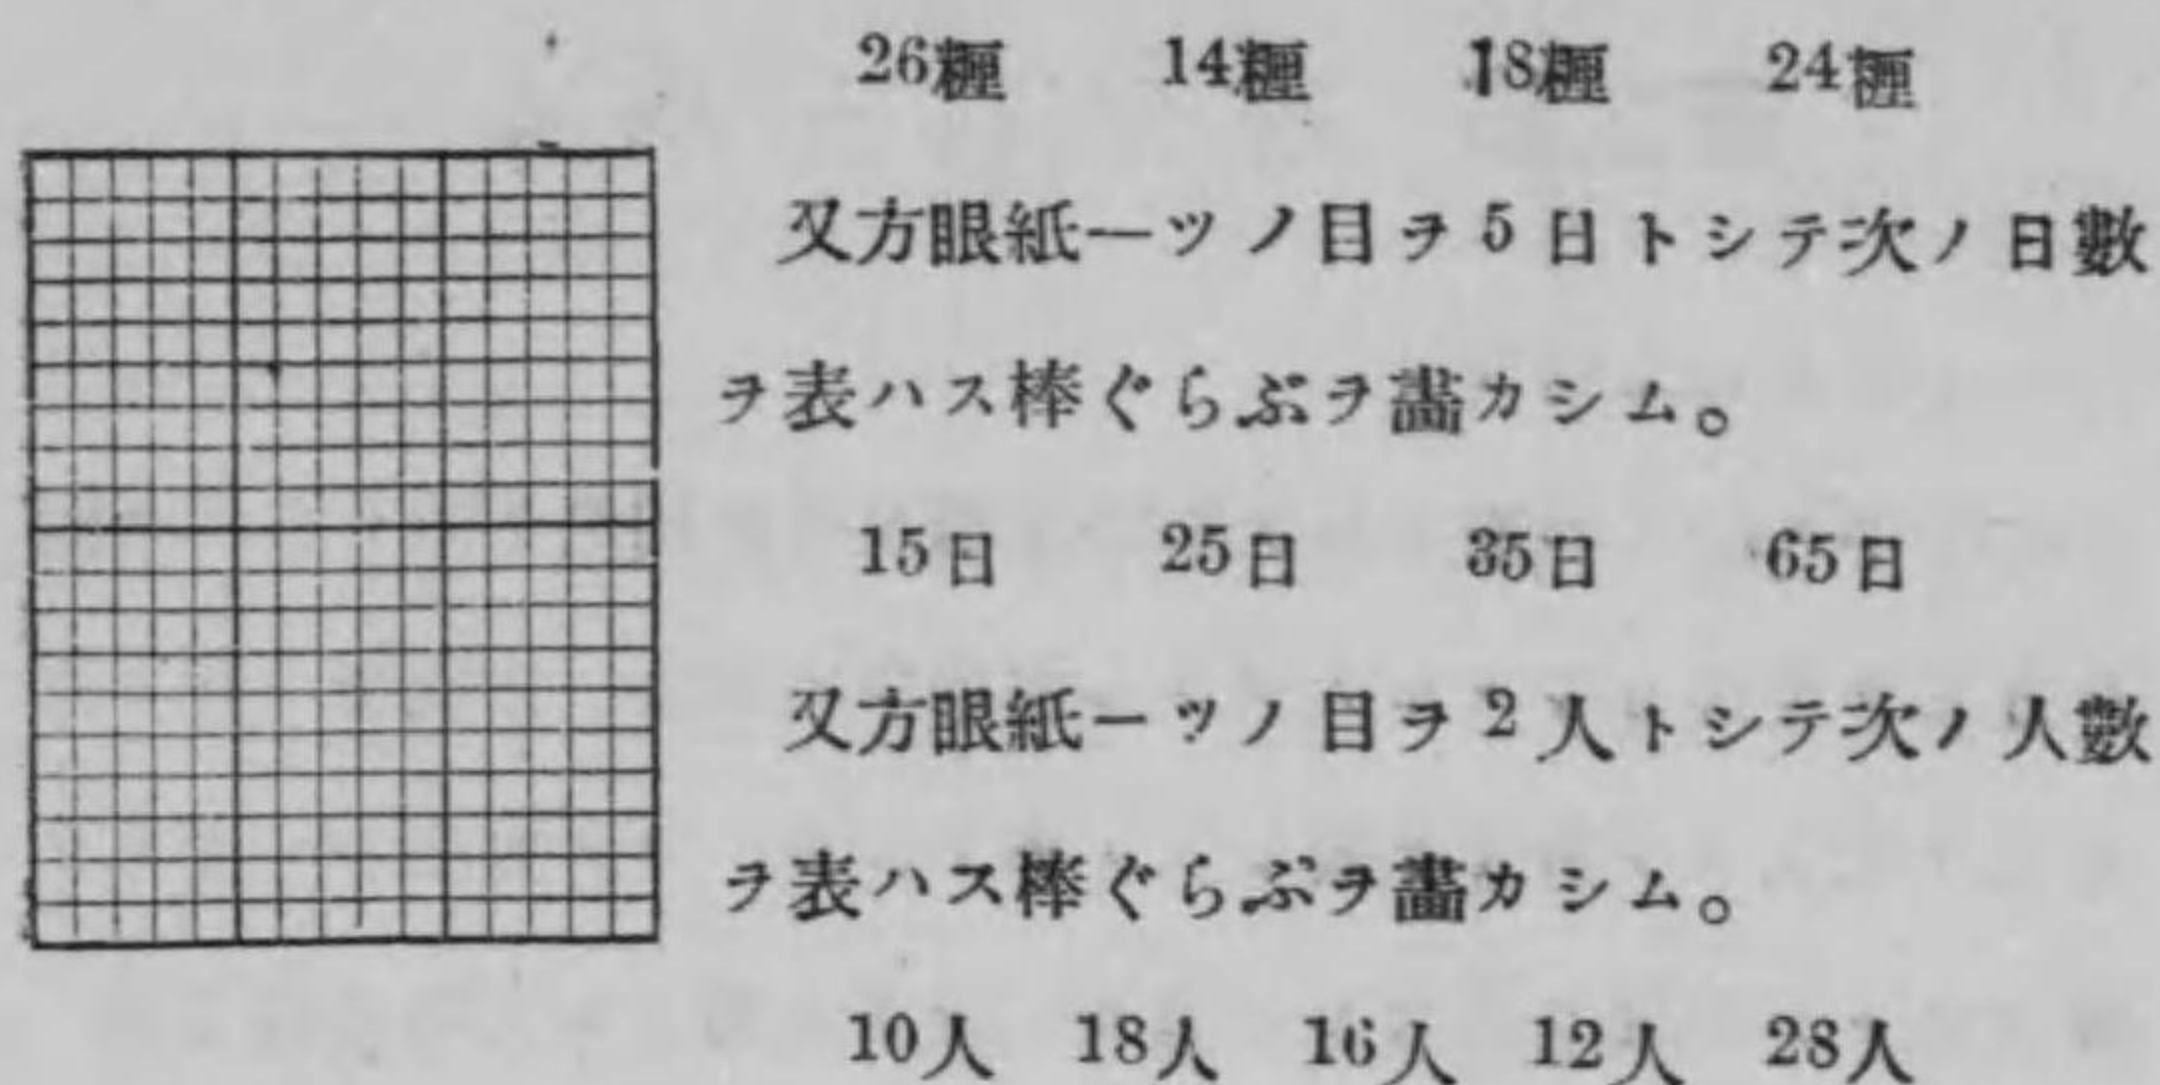 26糎 14糎 18糎 24糎
又方眼紙一ツノ目ヲ5日トシテ次ノ日數
ヲ表ハス棒ぐらふヲ畵カシム。
15日 25日 35日 65日
又方眼紙一ツノ目ヲ2人トシテ次ノ人數
ヲ表ハス棒ぐらふヲ畵カシム。
10人 18人 16人 12人 28人